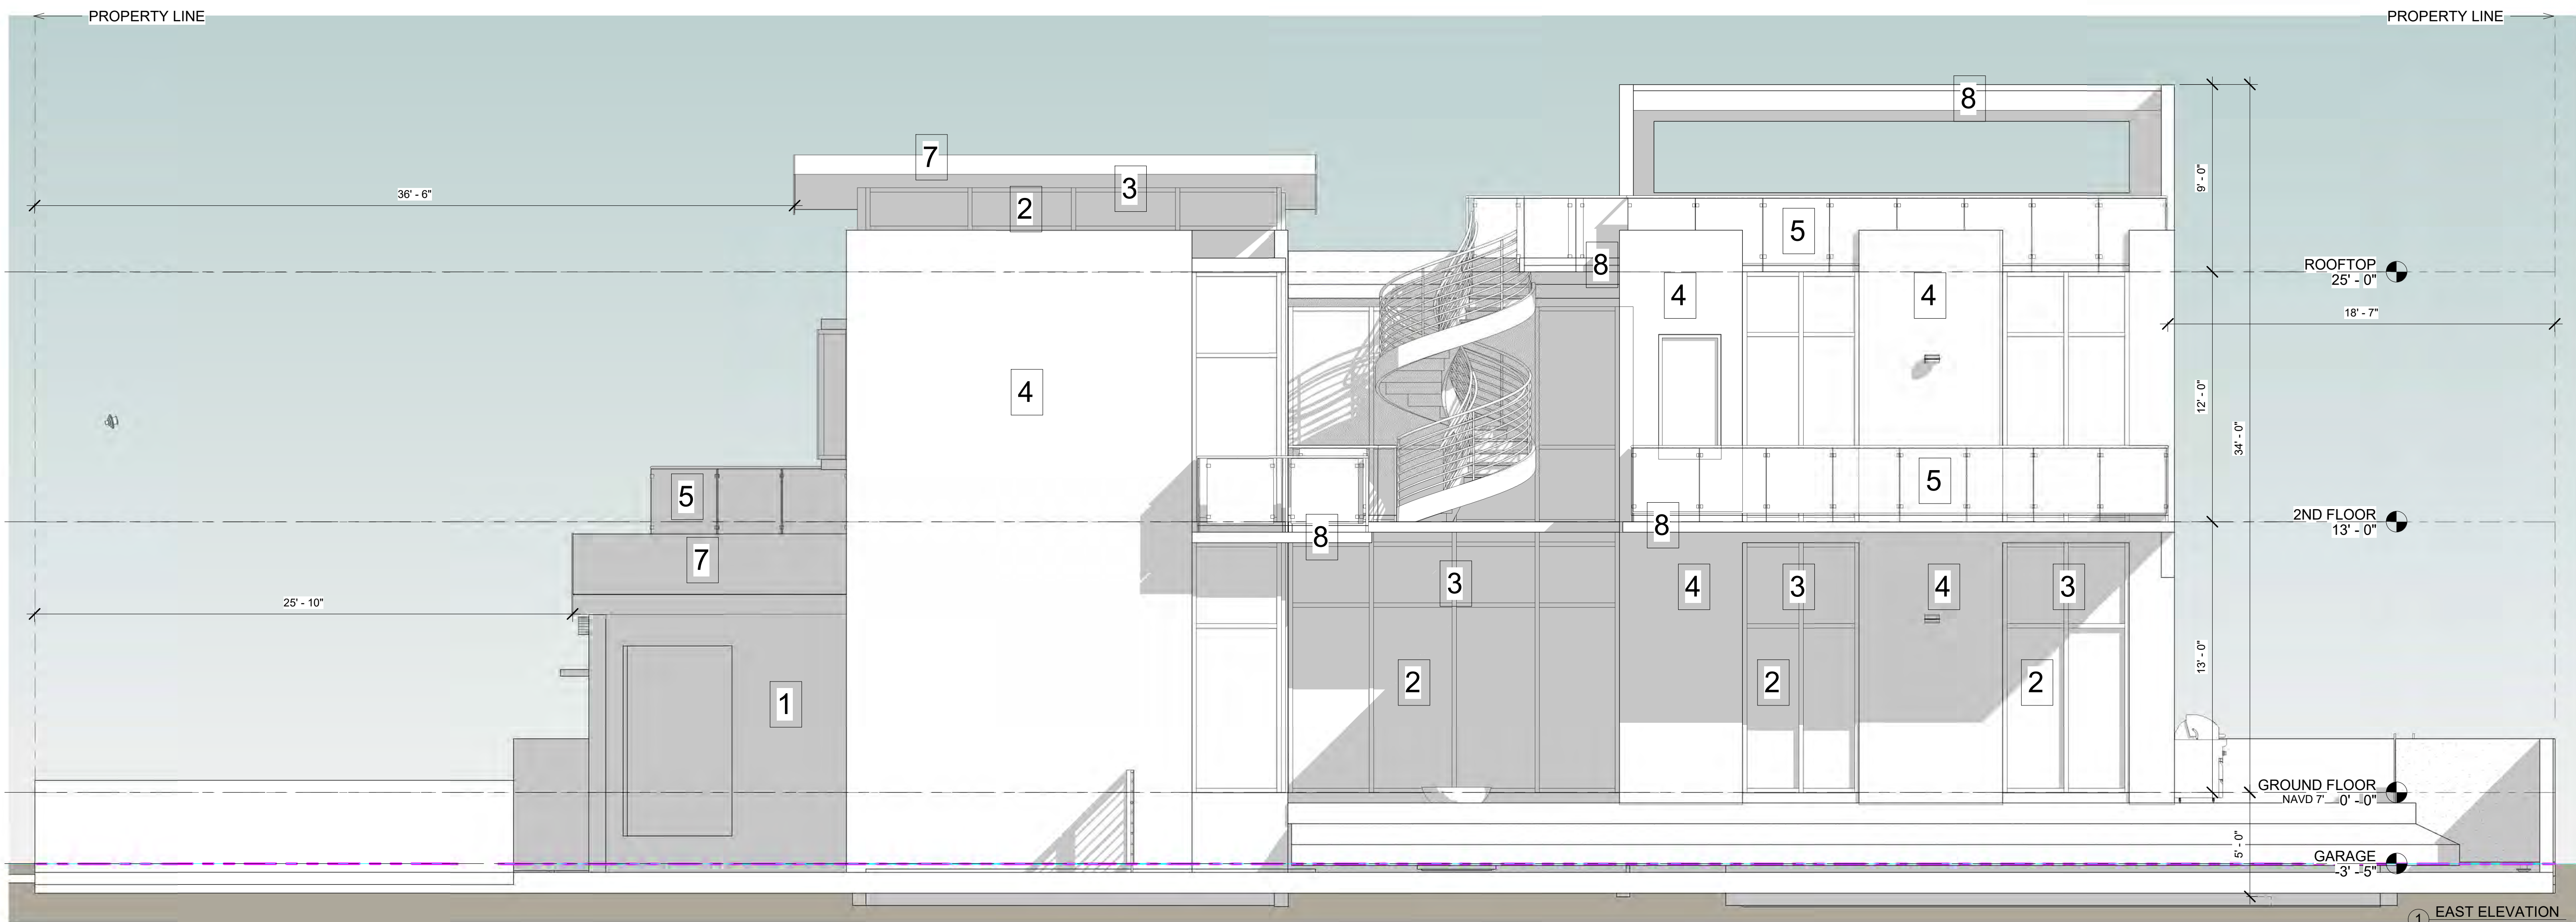 PROPERTY LINE
PROPERTY LINE
8
7
3
36' - 6"
2
9' - 0"
5
8
ROOFTOP
25' - 0"
4
4
18' - 7"
4
12' - 0"
34' - 0"
5
5
8
8
2ND FLOOR
13' - 0"
7
3
4
3
4
3
25' - 10"
1
2
2
2
13' - 0"
GROUND FLOOR
NAVD 7' 0' - 0"
5' - 0"
GARAGE
-3' - 5"
1 EAST ELEVATION